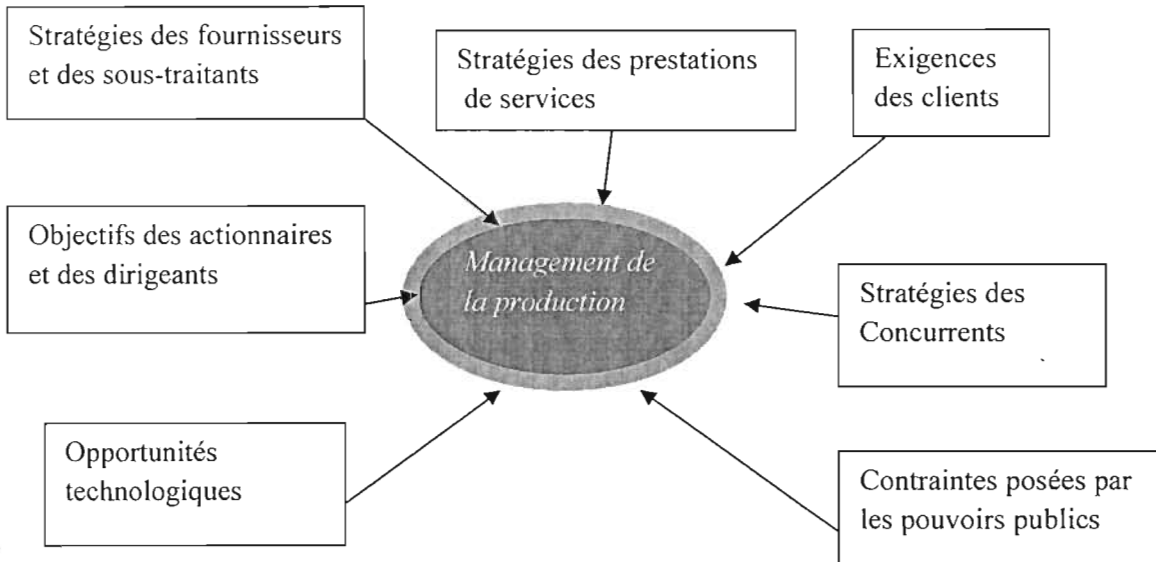 Stratégies des fournisseurs
et des sous-traitants
Stratégies des prestations
de services
Exigences
des clients
Objectifs des actionnaires
et des dirigeants
Management de
la production
Stratégies des
Concurrents
Opportunités
technologiques
Contraintes posées par
les pouvoirs publics